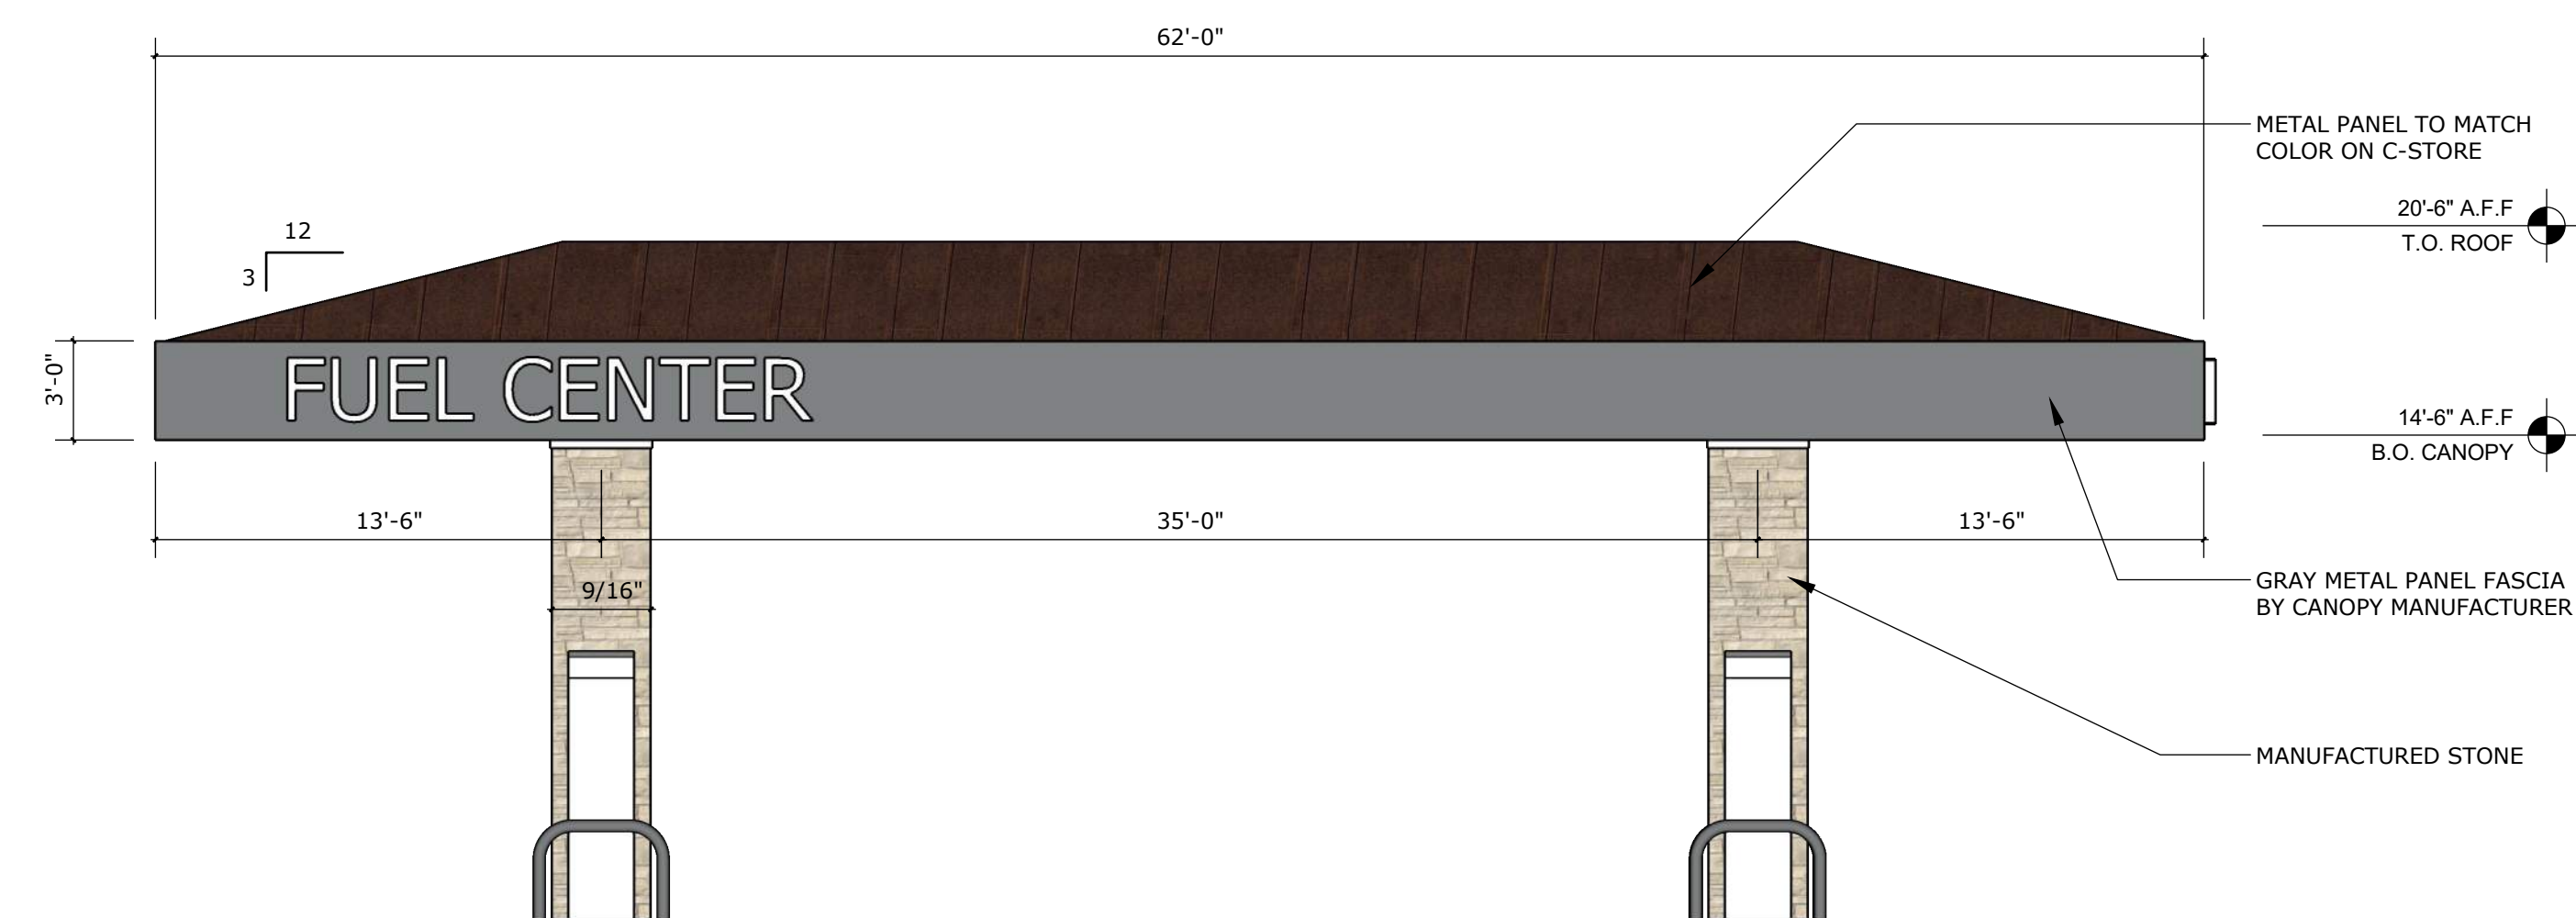 62'-0"
METAL PANEL TO MATCH
COLOR ON C-STORE
20'-6" A.F.F
T.O. ROOF
12
3
3'-0"
FUEL CENTER
14'-6" A.F.F
B.O. CANOPY
13'-6"
35'-0"
13'-6"
9/16"
GRAY METAL PANEL FASCIA
BY CANOPY MANUFACTURER
MANUFACTURED STONE